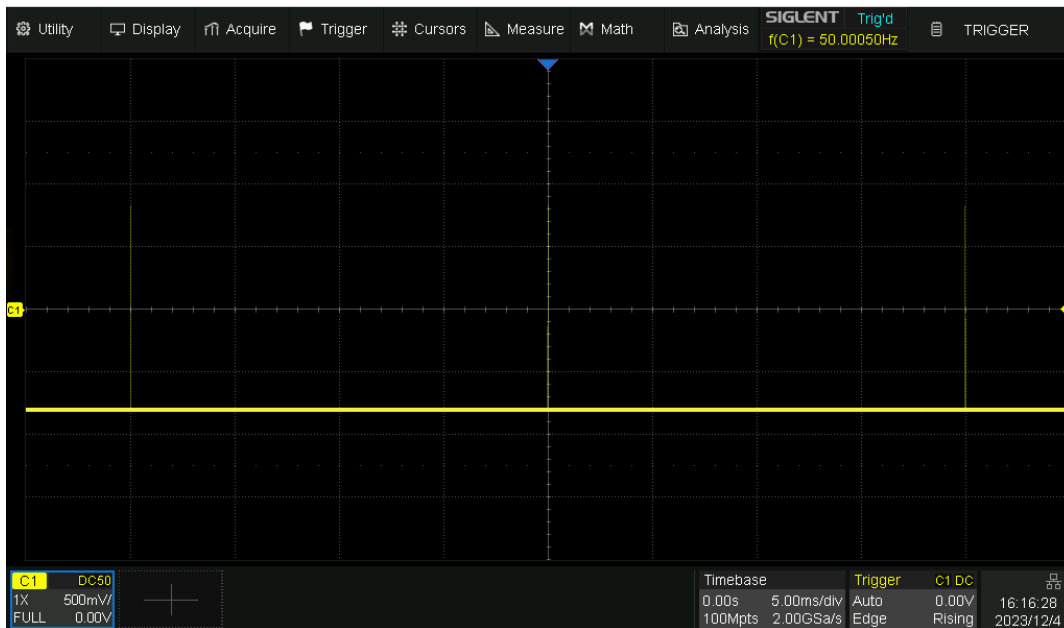 Utility Display Acquire Trigger Cursors Measure Math Analysis
SIGLENT Trig'd
f(C1) = 50.00050Hz
TRIGGER
C1
C1 DC50
1X 500mV/
FULL 0.00V
Timebase
0.00s 5.00ms/div
100Mpts 2.00GSa/s
Trigger C1 DC
Auto 0.00V
Edge Rising
16:16:28
2023/12/4